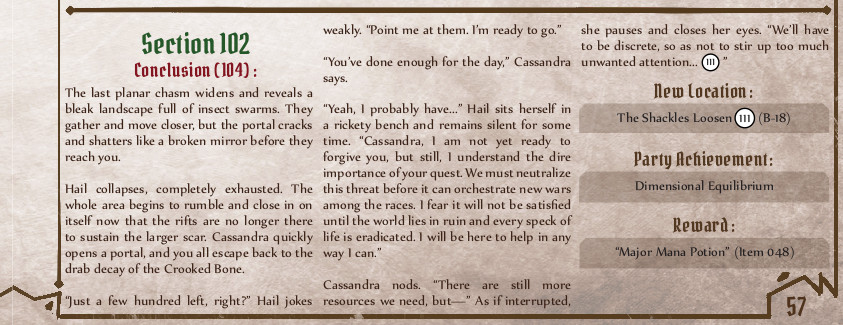 Section 102
Conclusion (104) :
The last planar chasm widens and reveals a
bleak landscape full of insect swarms. They
gather and move closer, but the portal cracks
and shatters like a broken mirror before they
reach you.
Hail collapses, completely exhausted. The
whole area begins to rumble and close in on
itself now that the rifts are no longer there
to sustain the larger scar. Cassandra quickly
opens a portal, and you all escape back to the
drab decay of the Crooked Bone.
“Just a few hundred left, right?” Hail jokes
weakly. “Point me at them. I’m ready to go.”
“You’ve done enough for the day,” Cassandra
says.
“Yeah, I probably have...” Hail sits herself in
a rickety bench and remains silent for some
time. “Cassandra, I am not yet ready to
forgive you, but still, I understand the dire
importance of your quest. We must neutralize
this threat before it can orchestrate new wars
among the races. I fear it will not be satisfied
until the world lies in ruin and every speck of
life is eradicated. I will be here to help in any
way I can.”
Cassandra nods. “There are still more
resources we need, but—” As if interrupted,
she pauses and closes her eyes. “We’ll have
to be discrete, so as not to stir up too much
unwanted attention... 111 ”
New Location:
The Shackles Loosen 111 (B-18)
Party Achievement:
Dimensional Equilibrium
Reward:
“Major Mana Potion” (Item 048)
57